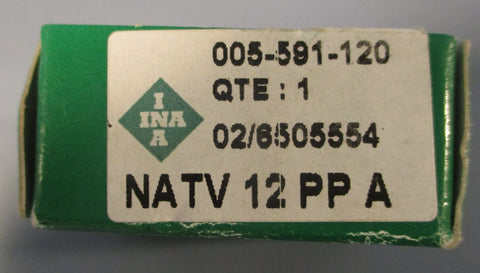 005-591-120
QTE : 1
02/6505554
I
INA
A
NATV 12 PP A